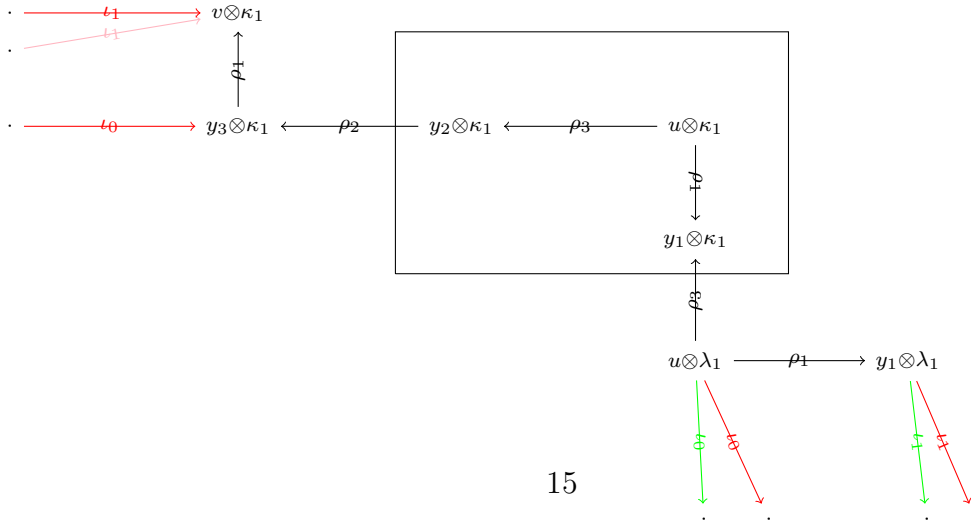 · ι₁ v⊗κ₁
· ι₁
ρ₁
· ι₀ y₃⊗κ₁ ρ₂ y₂⊗κ₁ ρ₃ u⊗κ₁
ρ₁
y₁⊗κ₁
ρ₃
u⊗λ₁ ρ₁ y₁⊗λ₁
ι₀ ι₀ ι₁ ι₁
15
· · ·